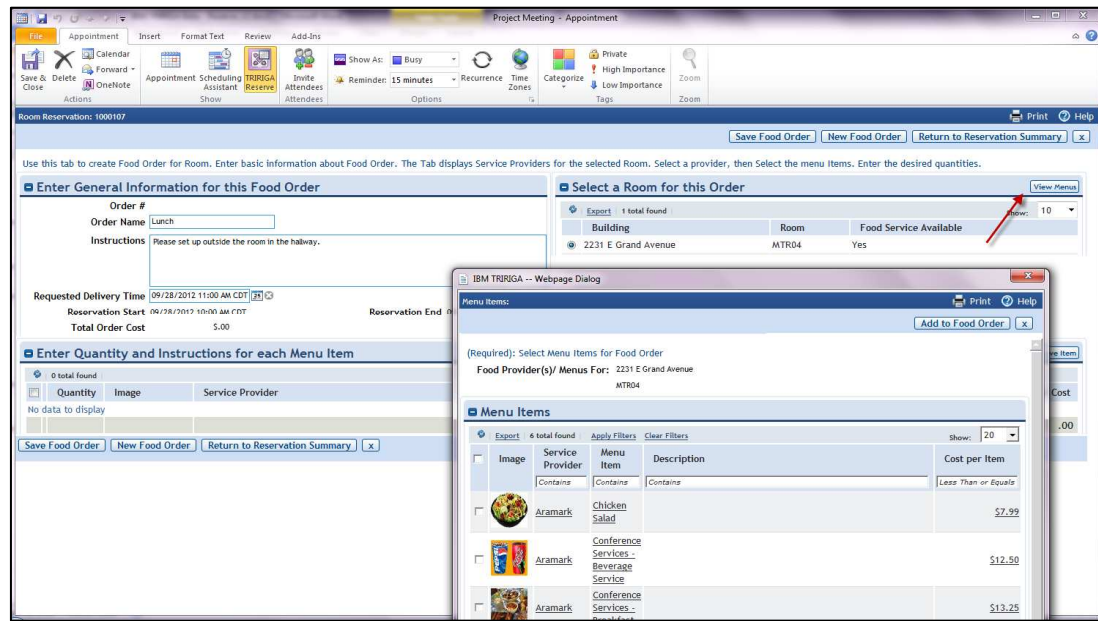 Project Meeting - Appointment
File Appointment Insert Format Text Review Add-Ins
Save & Close
Delete
Calendar
Forward
OneNote
Actions
Appointment
Scheduling Assistant
TRIRIGA Reserve
Show
Invite Attendees
Attendees
Show As: Busy
Reminder: 15 minutes
Recurrence
Time Zones
Options
Categorize
Private
High Importance
Low Importance
Tags
Zoom
Zoom
Room Reservation: 1000107 Print Help
Save Food Order New Food Order Return to Reservation Summary x
Use this tab to create Food Order for Room. Enter basic information about Food Order. The Tab displays Service Providers for the selected Room. Select a provider, then Select the menu Items. Enter the desired quantities.
Enter General Information for this Food Order
Order #
Order Name Lunch
Instructions Please set up outside the room in the hallway.
Requested Delivery Time 09/28/2012 11:00 AM CDT
Reservation Start 09/28/2012 10:00 AM CDT Reservation End
Total Order Cost $.00
Select a Room for this Order View Menus
Export 1 total found Show: 10
Building Room Food Service Available
2231 E Grand Avenue MTR04 Yes
Enter Quantity and Instructions for each Menu Item
0 total found
Quantity Image Service Provider Cost
No data to display
.00
Save Food Order New Food Order Return to Reservation Summary x
IBM TRIRIGA -- Webpage Dialog
Menu Items: Print Help
Add to Food Order x
(Required): Select Menu Items for Food Order
Food Provider(s)/ Menus For: 2231 E Grand Avenue
MTR04
Menu Items
Export 6 total found Apply Filters Clear Filters Show: 20
Image Service Provider Menu Item Description Cost per Item
Contains Contains Contains Less Than or Equals
Aramark Chicken Salad $7.99
Aramark Conference Services - Beverage Service $12.50
Aramark Conference Services - $13.25